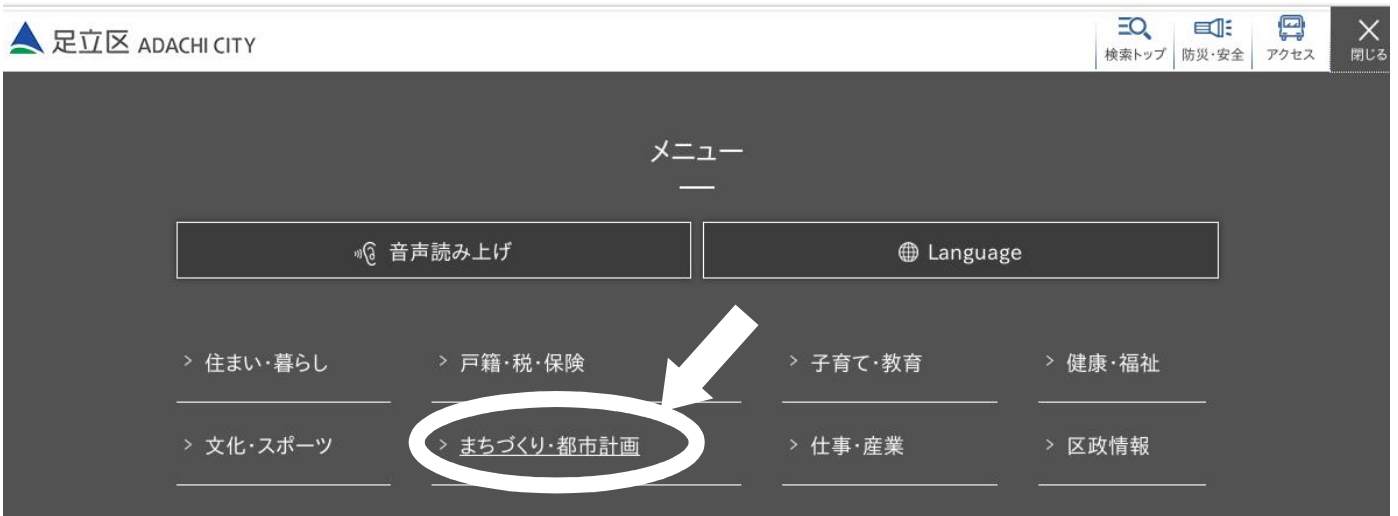 足立区 ADACHI CITY
検索トップ
防災・安全
アクセス
閉じる
メニュー
音声読み上げ
Language
> 住まい・暮らし
> 戸籍・税・保険
> 子育て・教育
> 健康・福祉
> 文化・スポーツ
> まちづくり・都市計画
> 仕事・産業
> 区政情報